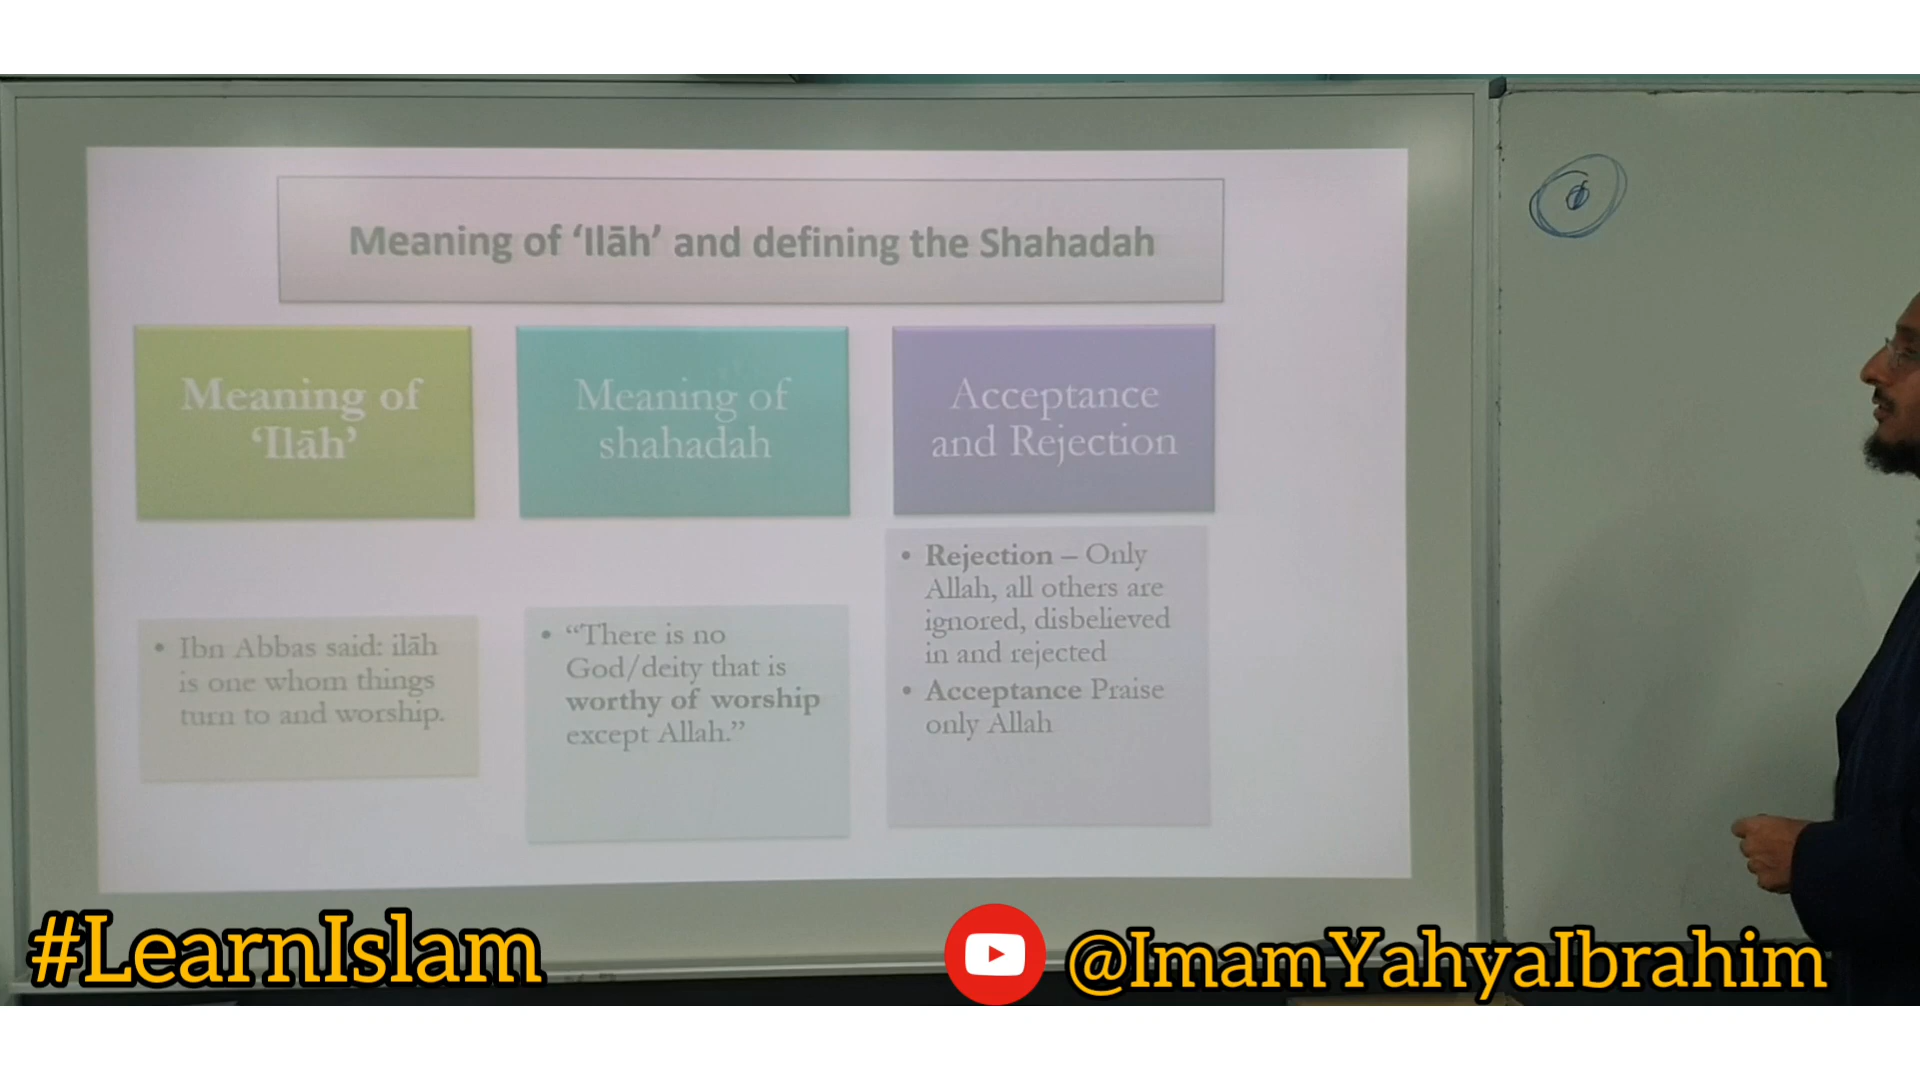 Meaning of ‘Ilāh’ and defining the Shahadah
Meaning of
‘Ilāh’
Meaning of
shahadah
Acceptance
and Rejection
• Ibn Abbas said: ilāh
is one whom things
turn to and worship.
• “There is no
God/deity that is
worthy of worship
except Allah.”
• Rejection – Only
Allah, all others are
ignored, disbelieved
in and rejected
• Acceptance Praise
only Allah
#LearnIslam
@ImamYahyaIbrahim